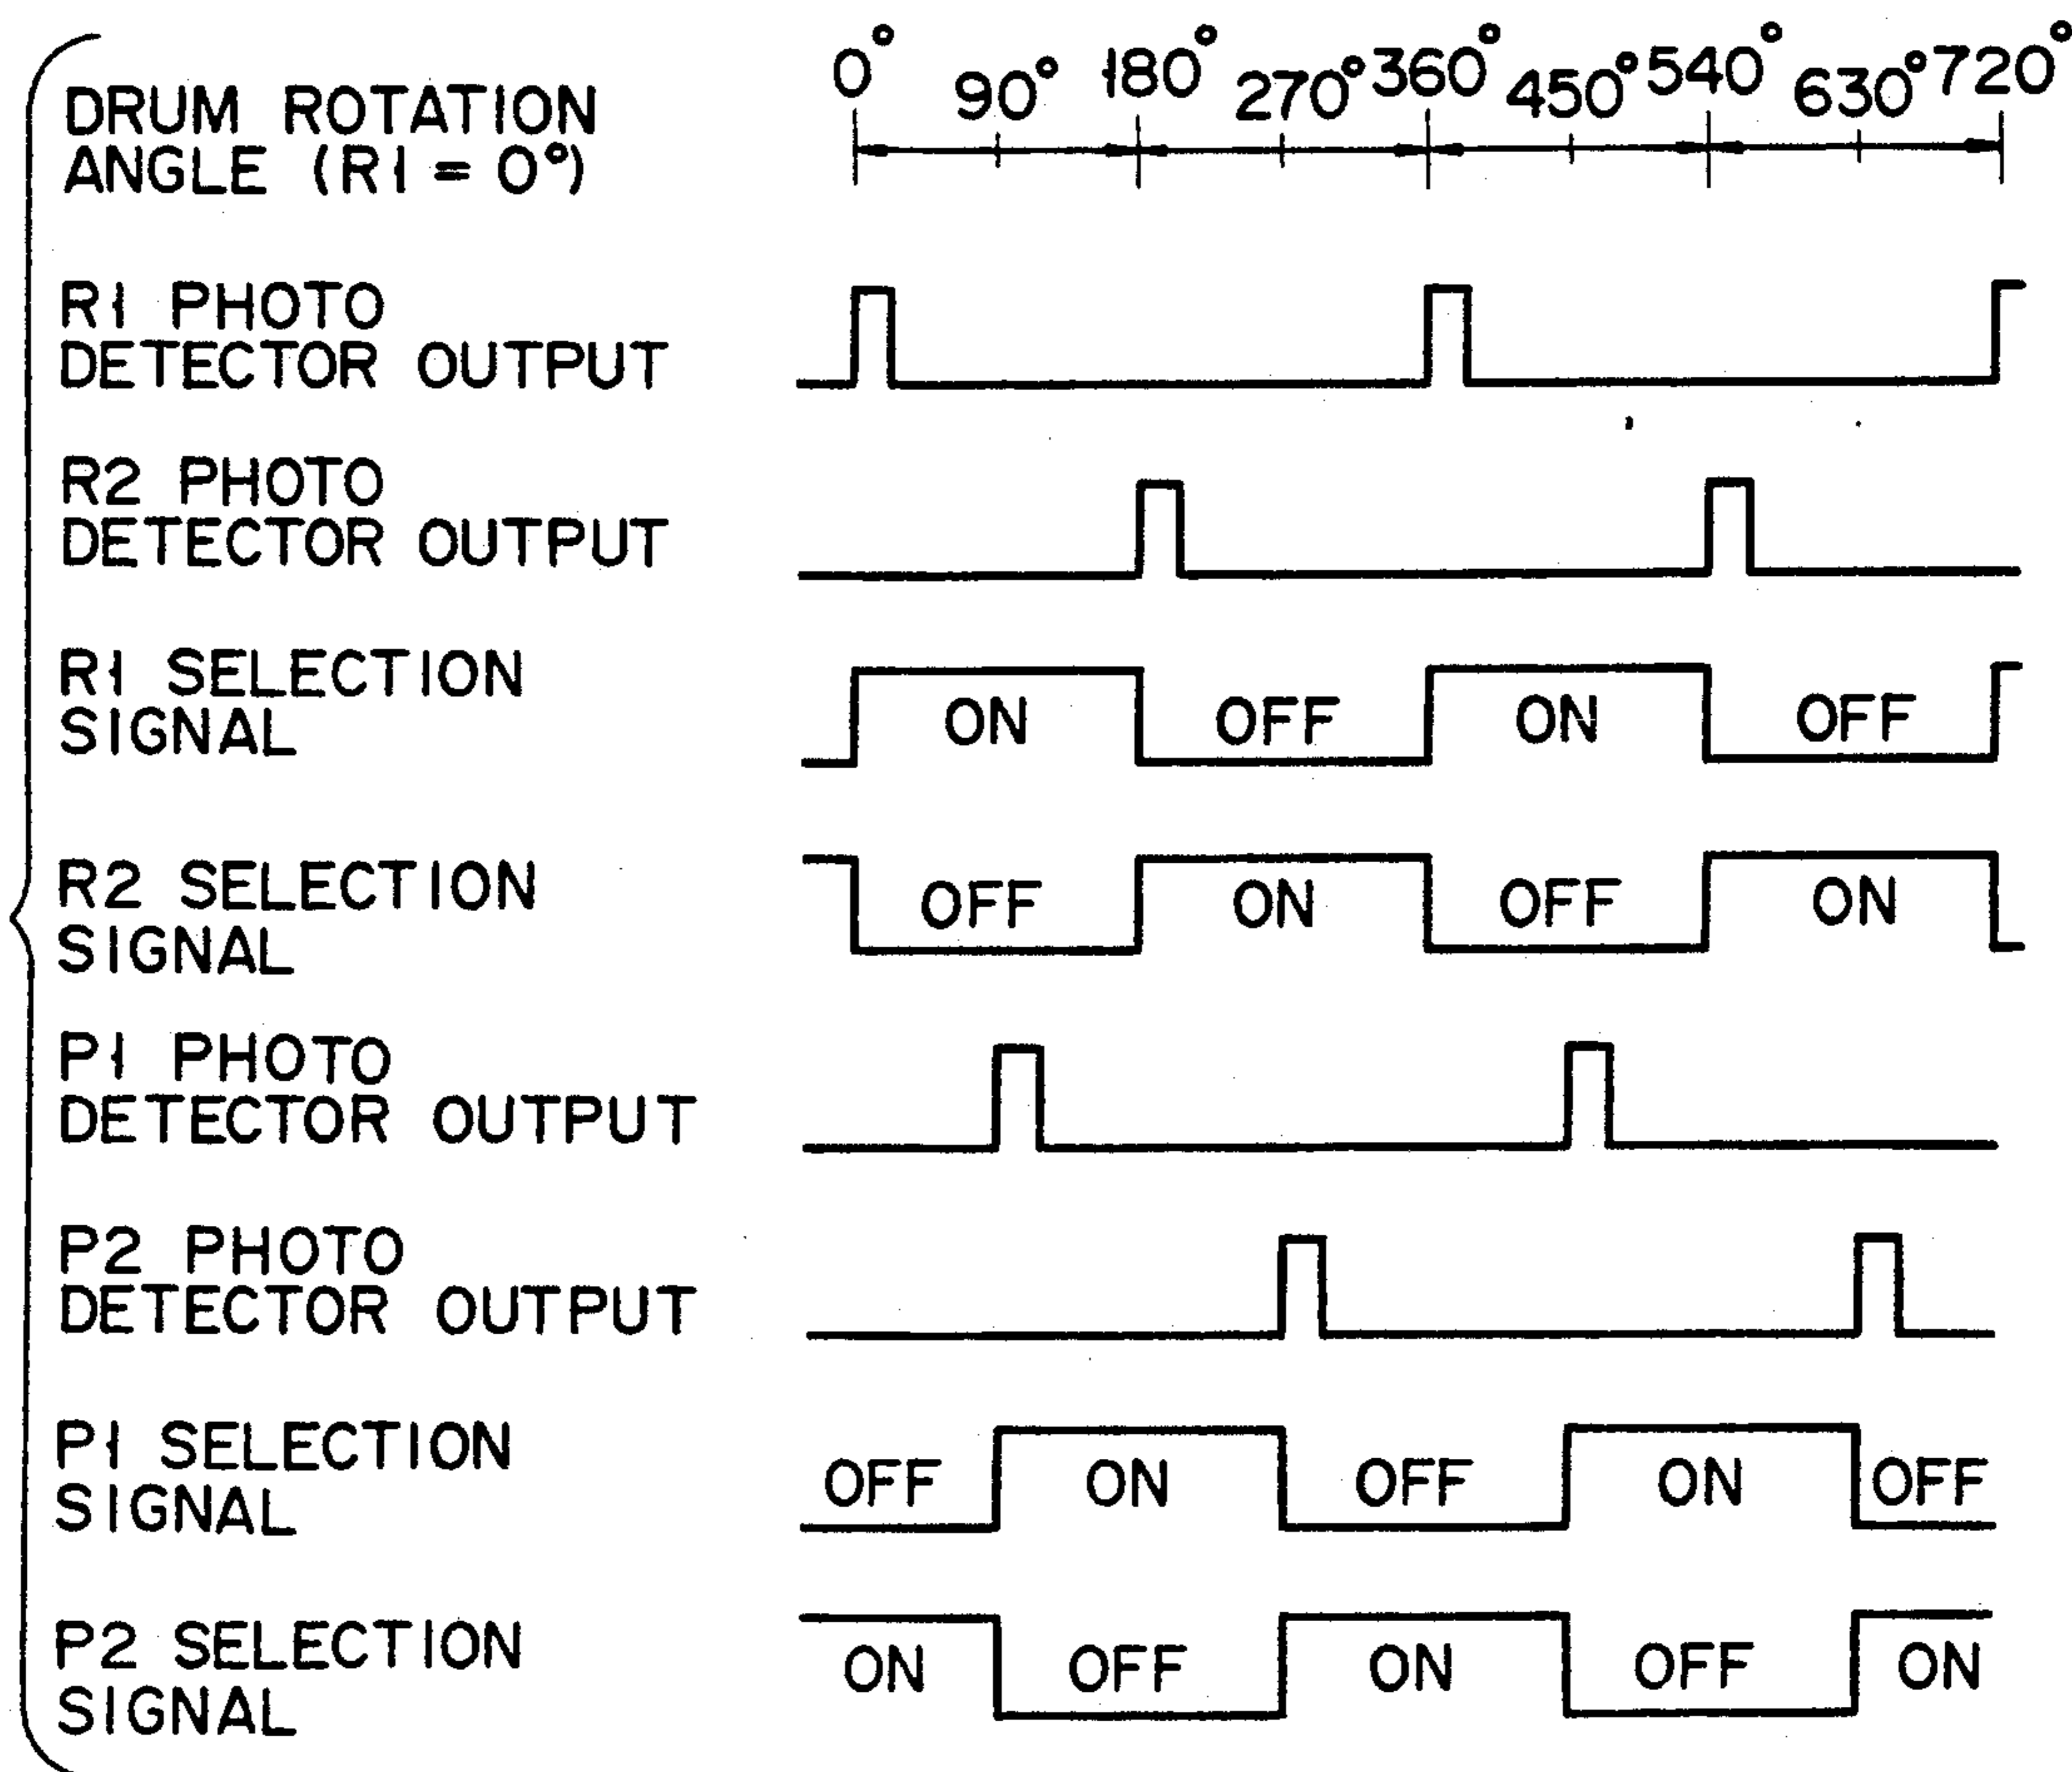 DRUM ROTATION
ANGLE (R1 = 0°)
0° 90° 180° 270° 360° 450° 540° 630° 720°
R1 PHOTO
DETECTOR OUTPUT
R2 PHOTO
DETECTOR OUTPUT
R1 SELECTION
SIGNAL
ON OFF ON OFF
R2 SELECTION
SIGNAL
OFF ON OFF ON
P1 PHOTO
DETECTOR OUTPUT
P2 PHOTO
DETECTOR OUTPUT
P1 SELECTION
SIGNAL
OFF ON OFF ON OFF
P2 SELECTION
SIGNAL
ON OFF ON OFF ON